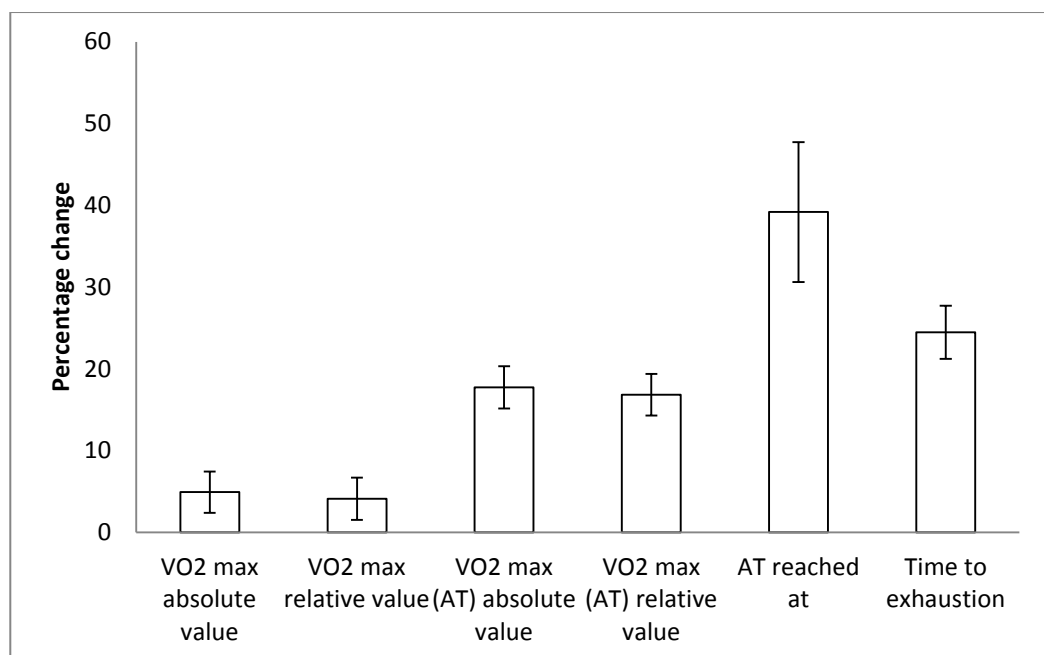 60
50
40
30
20
10
0
Percentage change
VO2 max
absolute
value
VO2 max
relative value
VO2 max
(AT) absolute
value
VO2 max
(AT) relative
value
AT reached
at
Time to
exhaustion